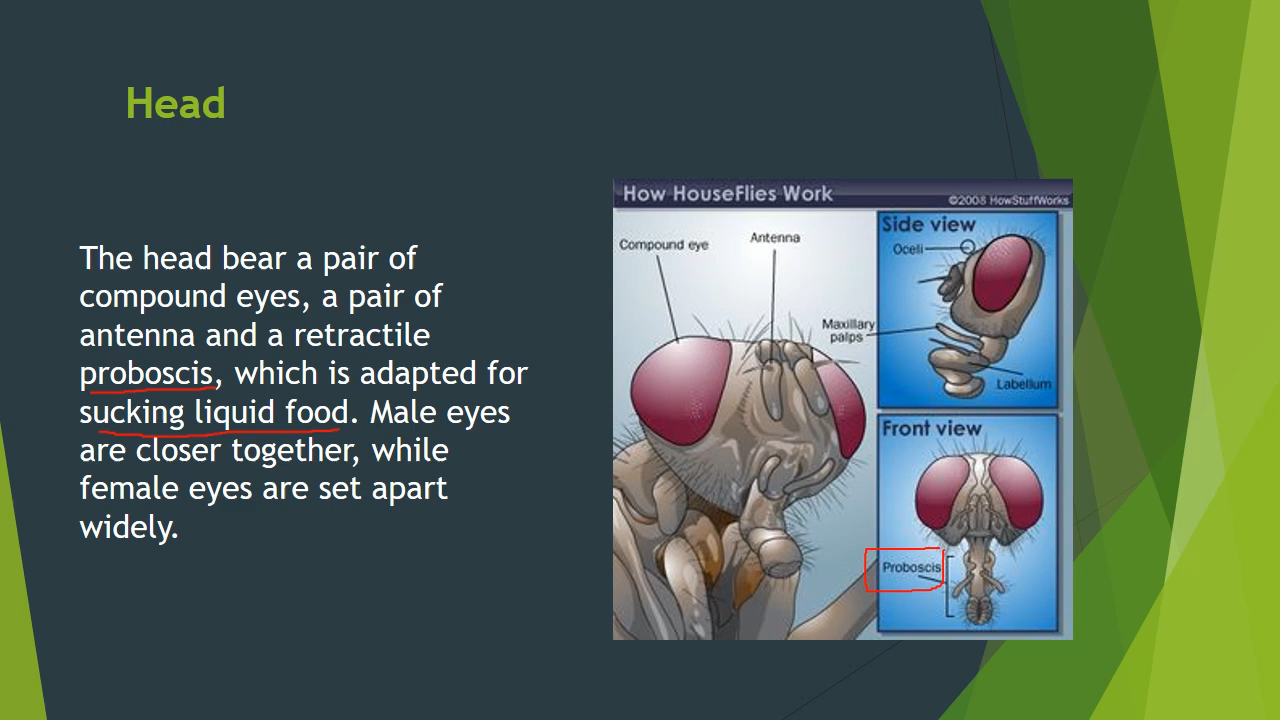 Head
The head bear a pair of
compound eyes, a pair of
antenna and a retractile
proboscis, which is adapted for
sucking liquid food. Male eyes
are closer together, while
female eyes are set apart
widely.
How HouseFlies Work
©2008 HowStuffWorks
Compound eye
Antenna
Side view
Oceli
Maxillary
palps
Labellum
Front view
Proboscis